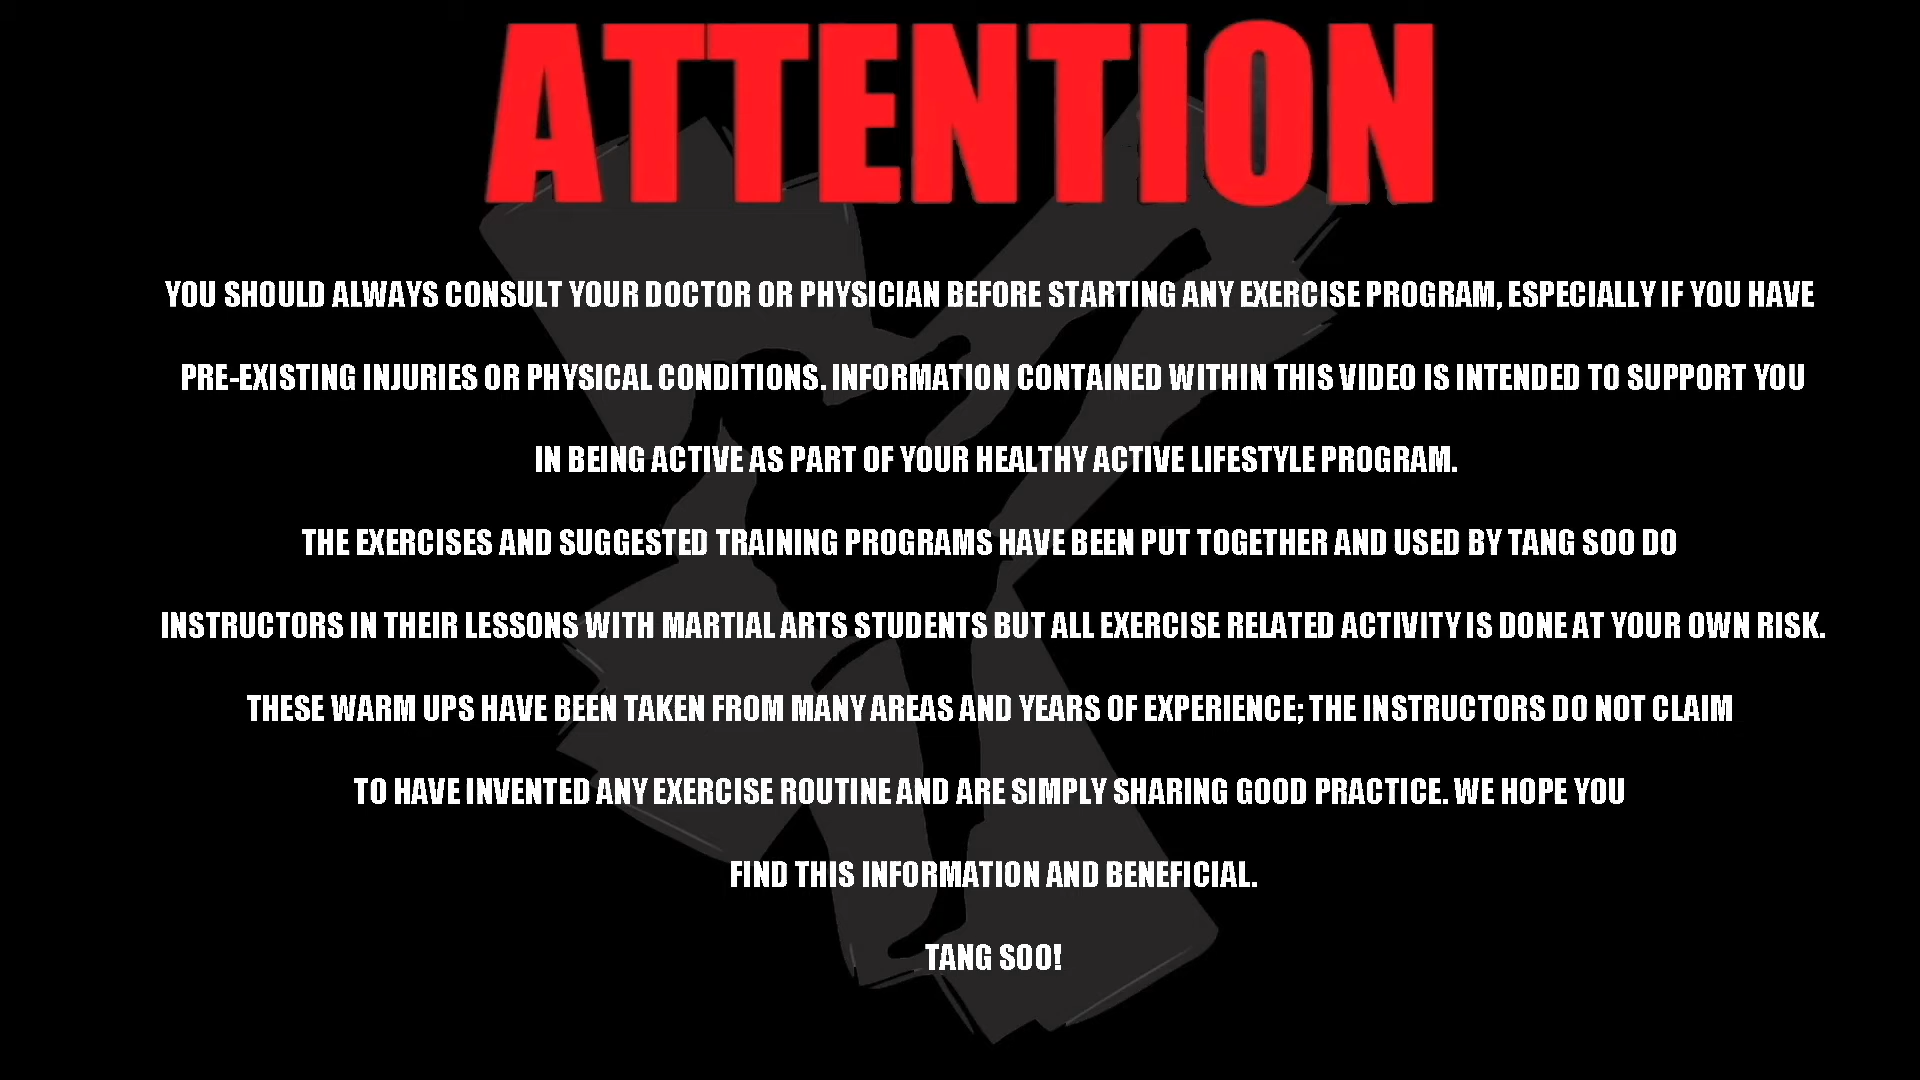 ATTENTION
YOU SHOULD ALWAYS CONSULT YOUR DOCTOR OR PHYSICIAN BEFORE STARTING ANY EXERCISE PROGRAM, ESPECIALLY IF YOU HAVE
PRE-EXISTING INJURIES OR PHYSICAL CONDITIONS. INFORMATION CONTAINED WITHIN THIS VIDEO IS INTENDED TO SUPPORT YOU
IN BEING ACTIVE AS PART OF YOUR HEALTHY ACTIVE LIFESTYLE PROGRAM.
THE EXERCISES AND SUGGESTED TRAINING PROGRAMS HAVE BEEN PUT TOGETHER AND USED BY TANG SOO DO
INSTRUCTORS IN THEIR LESSONS WITH MARTIAL ARTS STUDENTS BUT ALL EXERCISE RELATED ACTIVITY IS DONE AT YOUR OWN RISK.
THESE WARM UPS HAVE BEEN TAKEN FROM MANY AREAS AND YEARS OF EXPERIENCE; THE INSTRUCTORS DO NOT CLAIM
TO HAVE INVENTED ANY EXERCISE ROUTINE AND ARE SIMPLY SHARING GOOD PRACTICE. WE HOPE YOU
FIND THIS INFORMATION AND BENEFICIAL.
TANG SOO!